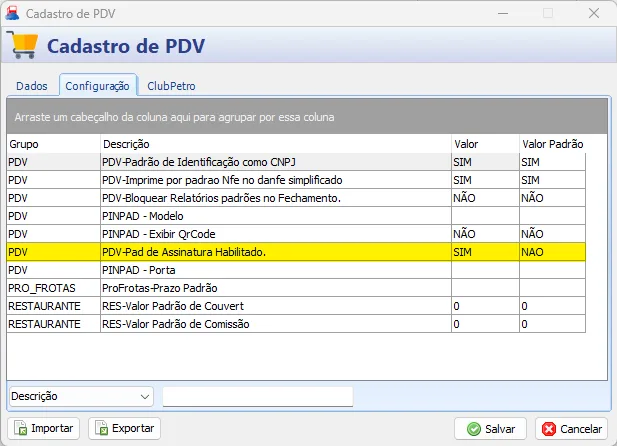 Cadastro de PDV
Cadastro de PDV
Dados Configuração ClubPetro
Arraste um cabeçalho da coluna aqui para agrupar por essa coluna
Grupo Descrição Valor Valor Padrão
PDV PDV-Padrão de Identificação como CNPJ SIM SIM
PDV PDV-Imprime por padrao Nfe no danfe simplificado SIM SIM
PDV PDV-Bloquear Relatórios padrões no Fechamento. NÃO NÃO
PDV PINPAD - Modelo
PDV PINPAD - Exibir QrCode NÃO NÃO
PDV PDV-Pad de Assinatura Habilitado. SIM NAO
PDV PINPAD - Porta
PRO_FROTAS ProFrotas-Prazo Padrão
RESTAURANTE RES-Valor Padrão de Couvert 0 0
RESTAURANTE RES-Valor Padrão de Comissão 0 0
Descrição
Importar Exportar Salvar Cancelar